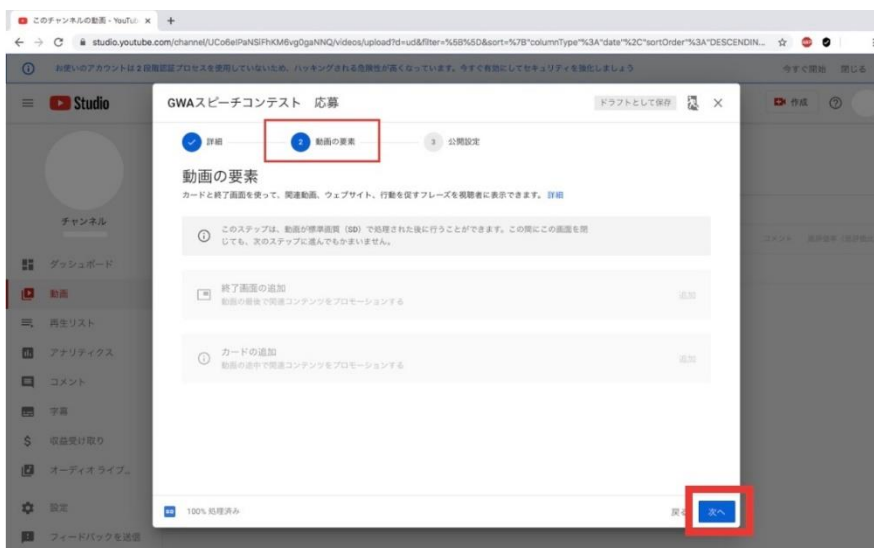 このチャンネルの動画 - YouTub
studio.youtube.com/channel/UCo6eIPaNSIFhKM6vg0gaNNQ/videos/upload?d=ud&filter=%5B%5D&sort=%7B"columnType"%3A"date"%2C"sortOrder"%3A"DESCENDIN...
お使いのアカウントは2段階認証プロセスを使用していないため、ハッキングされる危険性が高くなっています。今すぐ有効にしてセキュリティを強化しましょう
今すぐ開始 閉じる
Studio
作成
GWAスピーチコンテスト 応募
ドラフトとして保存
詳細
2 動画の要素
3 公開設定
動画の要素
カードと終了画面を使って、関連動画、ウェブサイト、行動を促すフレーズを視聴者に表示できます。 詳細
このステップは、動画が標準画質(SD)で処理された後に行うことができます。この間にこの画面を閉
じても、次のステップに進んでもかまいません。
終了画面の追加
動画の最後で関連コンテンツをプロモーションする
追加
カードの追加
動画の途中で関連コンテンツをプロモーションする
追加
100% 処理済み
戻る
次へ
チャンネル
ダッシュボード
動画
再生リスト
アナリティクス
コメント
字幕
収益受け取り
オーディオ ライブ...
設定
フィードバックを送信
コメント